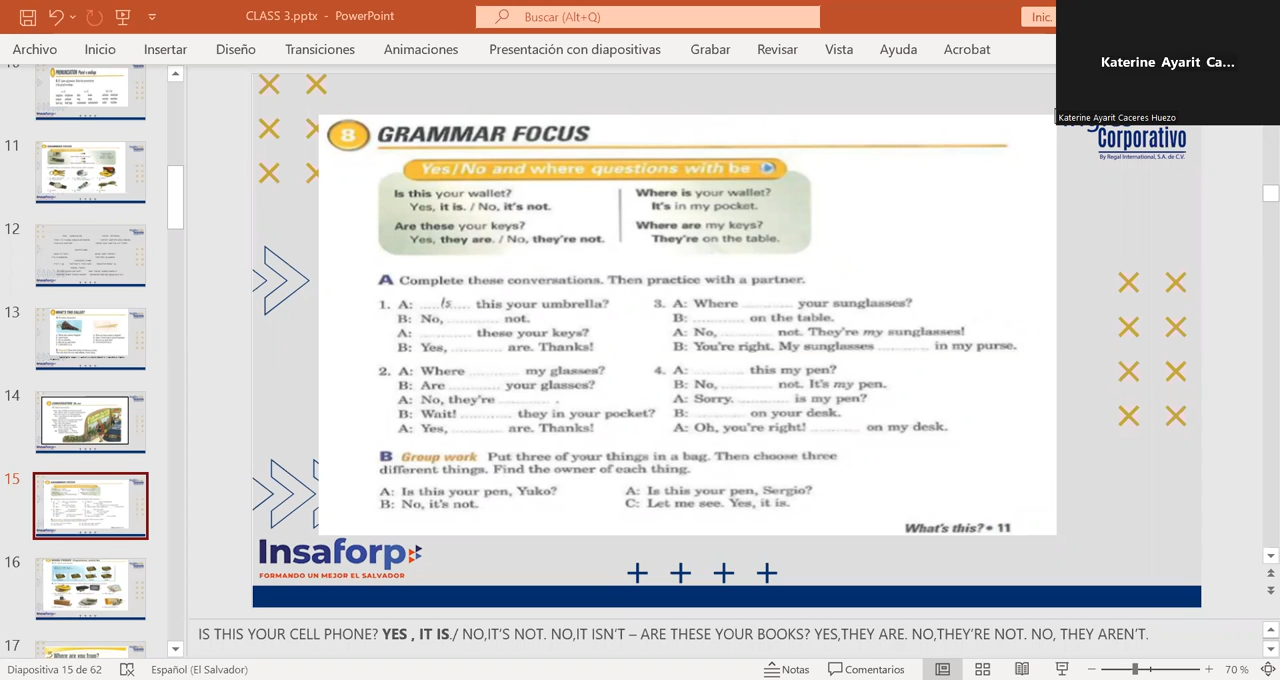 CLASS 3.pptx - PowerPoint
Buscar (Alt+Q)
Inic.
Archivo Inicio Insertar Diseño Transiciones Animaciones Presentación con diapositivas Grabar Revisar Vista Ayuda Acrobat
Katerine Ayarit Ca...
Katerine Ayarit Caceres Huezo
Corporativo
By Regal International, S.A. de C.V.
11
12
13
14
15
16
17
8 GRAMMAR FOCUS
Yes/No and where questions with be
Is this your wallet?
Yes, it is. / No, it's not.
Are these your keys?
Yes, they are. / No, they're not.
Where is your wallet?
It's in my pocket.
Where are my keys?
They're on the table.
A Complete these conversations. Then practice with a partner.
1. A: ....Is.... this your umbrella?
B: No, .......... not.
A: .......... these your keys?
B: Yes, .......... are. Thanks!
2. A: Where .......... my glasses?
B: Are .......... your glasses?
A: No, they're .......... .
B: Wait! .......... they in your pocket?
A: Yes, .......... are. Thanks!
3. A: Where .......... your sunglasses?
B: .......... on the table.
A: No, .......... not. They're my sunglasses!
B: You're right. My sunglasses .......... in my purse.
4. A: .......... this my pen?
B: No, .......... not. It's my pen.
A: Sorry. .......... is my pen?
B: .......... on your desk.
A: Oh, you're right! .......... on my desk.
B Group work Put three of your things in a bag. Then choose three
different things. Find the owner of each thing.
A: Is this your pen, Yuko?
B: No, it's not.
A: Is this your pen, Sergio?
C: Let me see. Yes, it is.
What's this? • 11
Insaforp
FORMANDO UN MEJOR EL SALVADOR
IS THIS YOUR CELL PHONE? YES , IT IS./ NO,IT'S NOT. NO,IT ISN'T – ARE THESE YOUR BOOKS? YES,THEY ARE. NO,THEY'RE NOT. NO, THEY AREN'T.
Diapositiva 15 de 62 Español (El Salvador) Notas Comentarios 70 %